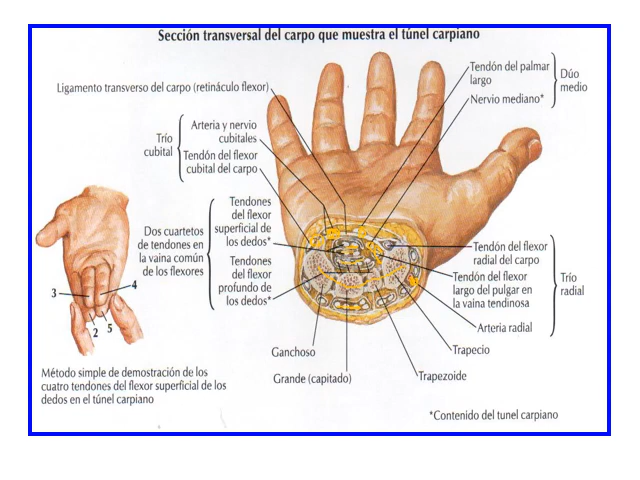 Sección transversal del carpo que muestra el túnel carpiano
Ligamento transverso del carpo (retináculo flexor)
Tendón del palmar
largo
Nervio mediano*
Dúo
medio
Trío
cubital
Arteria y nervio
cubitales
Tendón del flexor
cubital del carpo
Dos cuartetos
de tendones en
la vaina común
de los flexores
Tendones
del flexor
superficial de
los dedos*
Tendones
del flexor
profundo de
los dedos*
Tendón del flexor
radial del carpo
Tendón del flexor
largo del pulgar en
la vaina tendinosa
Arteria radial
Trío
radial
3
4
2
5
Ganchoso
Grande (capitado)
Trapecio
Trapezoide
Método simple de demostración de los
cuatro tendones del flexor superficial de los
dedos en el túnel carpiano
*Contenido del tunel carpiano